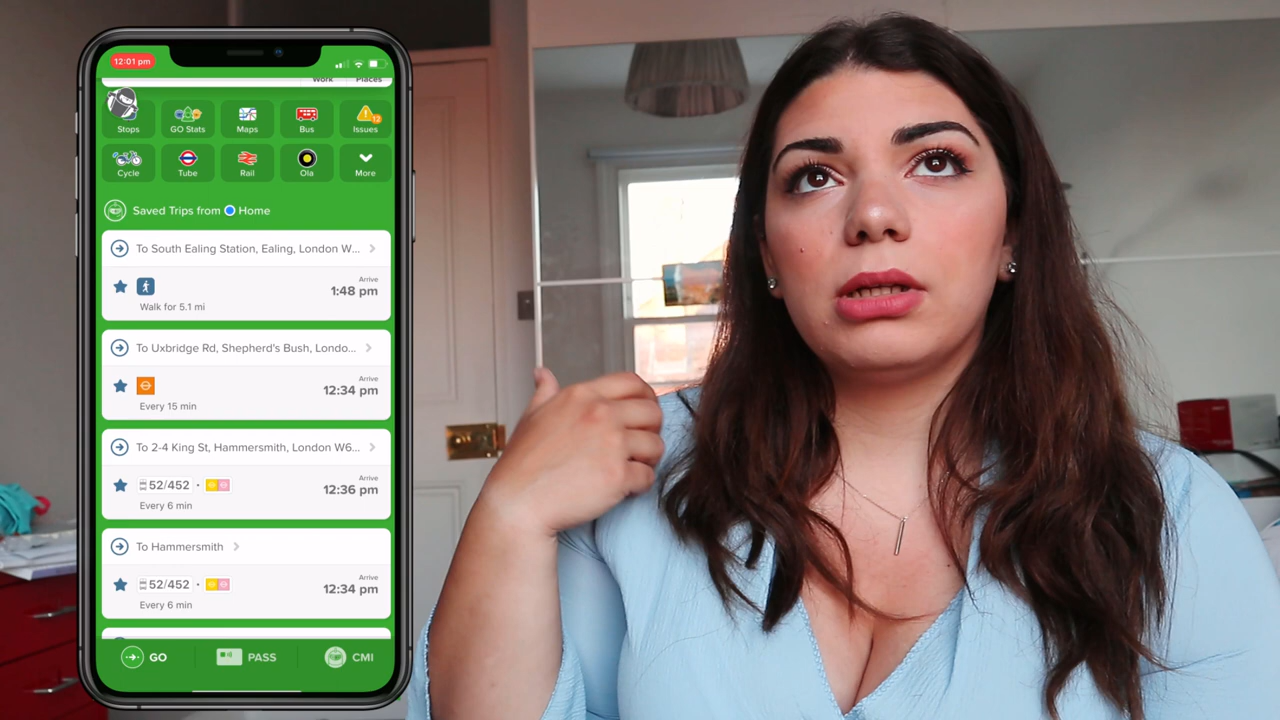 12:01 pm
Work Places
Stops GO Stats Maps Bus Issues
12
Cycle Tube Rail Ola More
Saved Trips from Home
To South Ealing Station, Ealing, London W...
Arrive
1:48 pm
Walk for 5.1 mi
To Uxbridge Rd, Shepherd's Bush, Londo...
Arrive
12:34 pm
Every 15 min
To 2-4 King St, Hammersmith, London W6...
Arrive
52/452 ·
12:36 pm
Every 6 min
To Hammersmith
Arrive
52/452 ·
12:34 pm
Every 6 min
GO PASS CMI